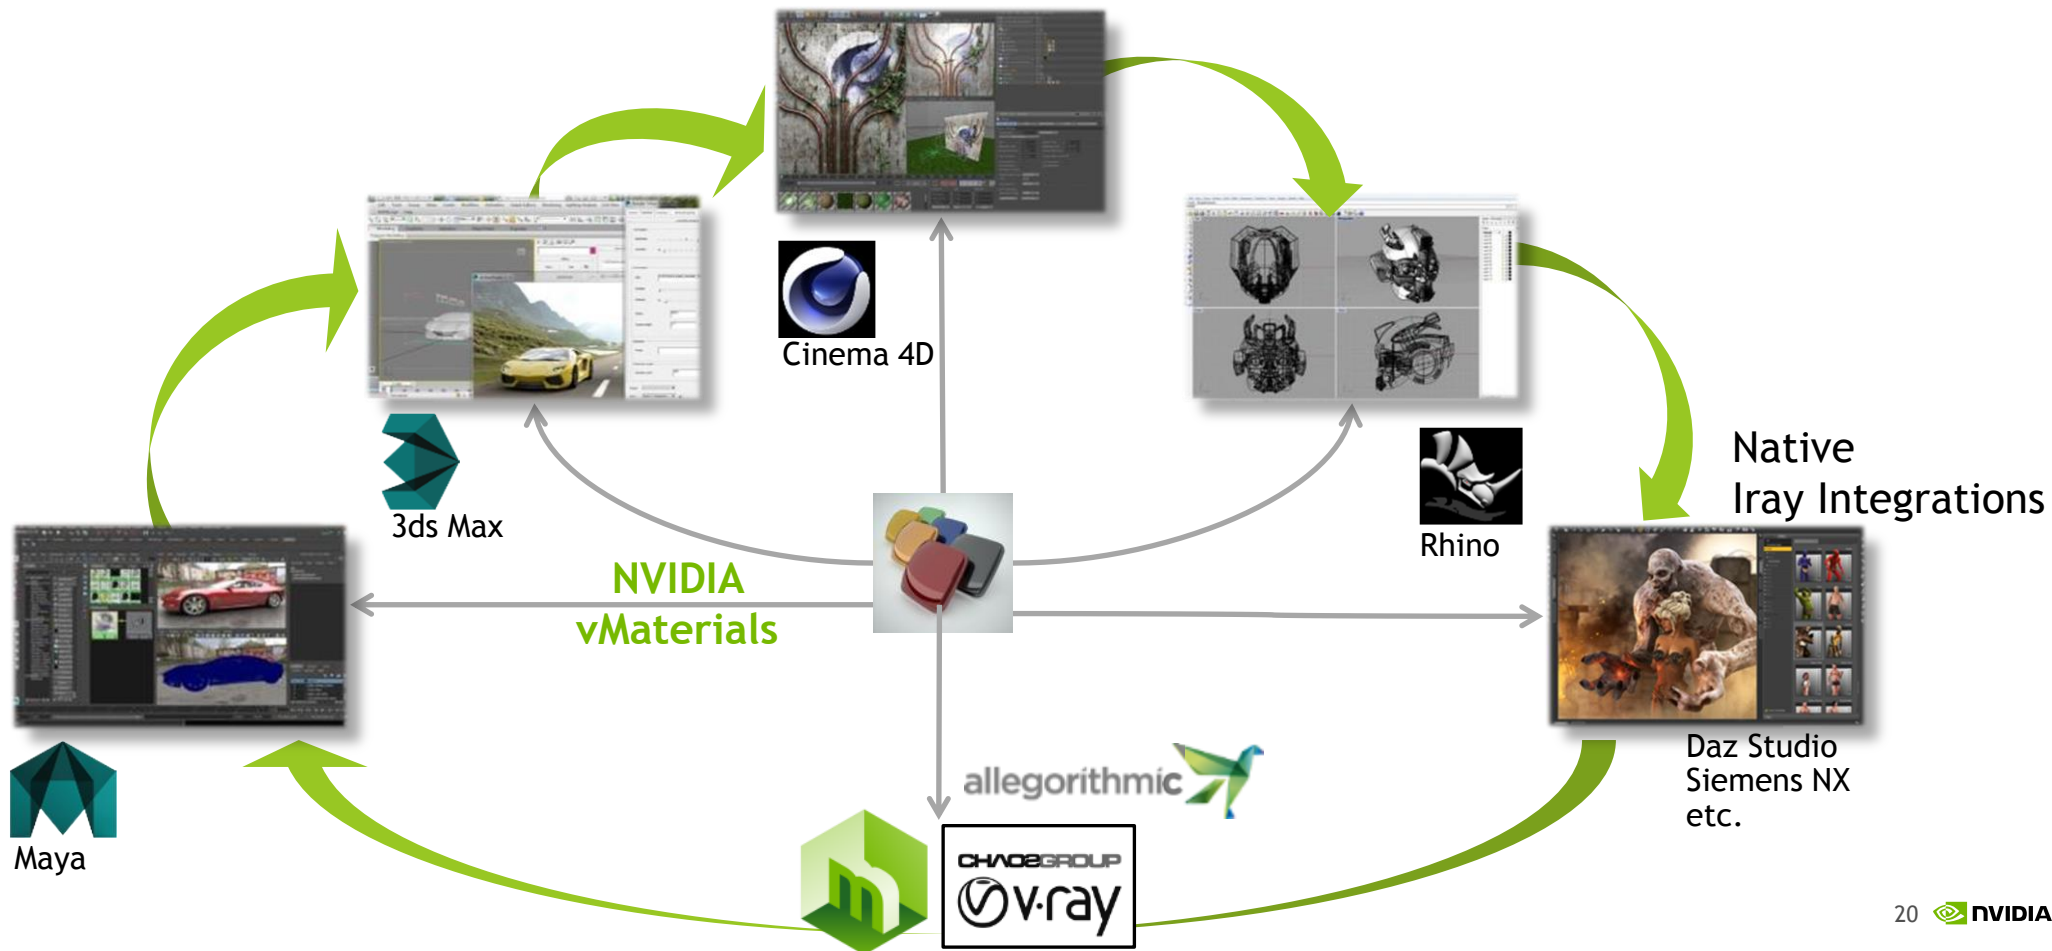 Cinema 4D
3ds Max
Rhino
Native
Iray Integrations
NVIDIA
vMaterials
Maya
allegorithmic
Daz Studio
Siemens NX
etc.
m
CHAOSGROUP
v·ray
20 NVIDIA